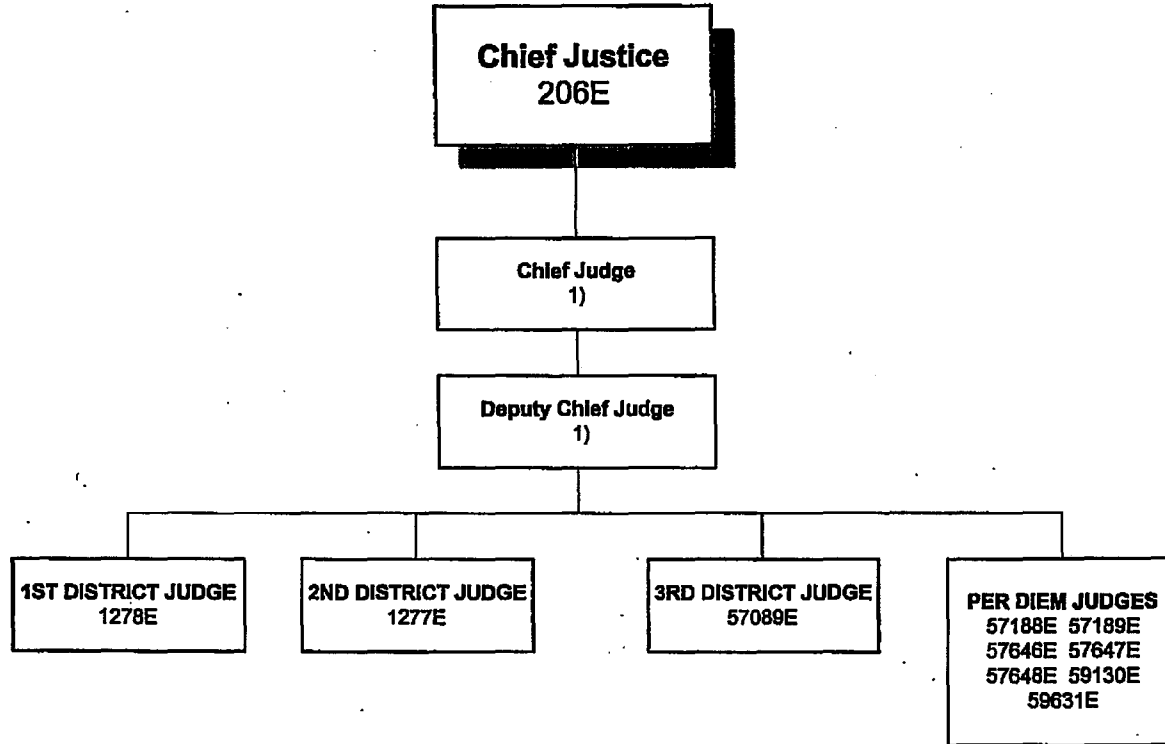 Chief Justice
206E
Chief Judge
1)
Deputy Chief Judge
1)
1ST DISTRICT JUDGE
1278E
2ND DISTRICT JUDGE
1277E
3RD DISTRICT JUDGE
57089E
PER DIEM JUDGES
57188E 57189E
57646E 57647E
57648E 59130E
59631E